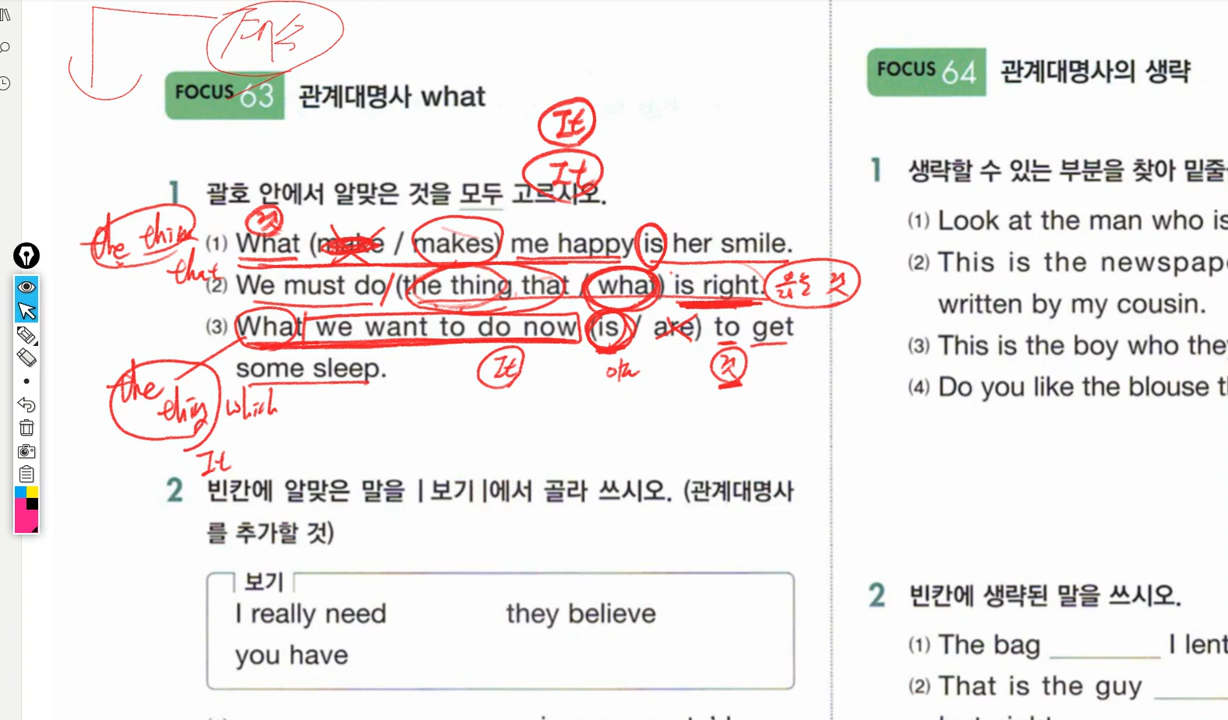 FOCUS 63 관계대명사 what
It
It
1 괄호 안에서 알맞은 것을 모두 고르시오.
것
the thing
that
(1) What (make / makes) me happy is her smile.
(2) We must do (the thing that / what) is right.
옳은 것
(3) What we want to do now (is / are) to get
some sleep.
It
것
the
thing which
It
2 빈칸에 알맞은 말을 |보기|에서 골라 쓰시오. (관계대명사
를 추가할 것)
보기
I really need they believe
you have
FOCUS 64 관계대명사의 생략
1 생략할 수 있는 부분을 찾아 밑줄
(1) Look at the man who is
(2) This is the newspap
written by my cousin.
(3) This is the boy who the
(4) Do you like the blouse t
2 빈칸에 생략된 말을 쓰시오.
(1) The bag ________ I lent
(2) That is the guy